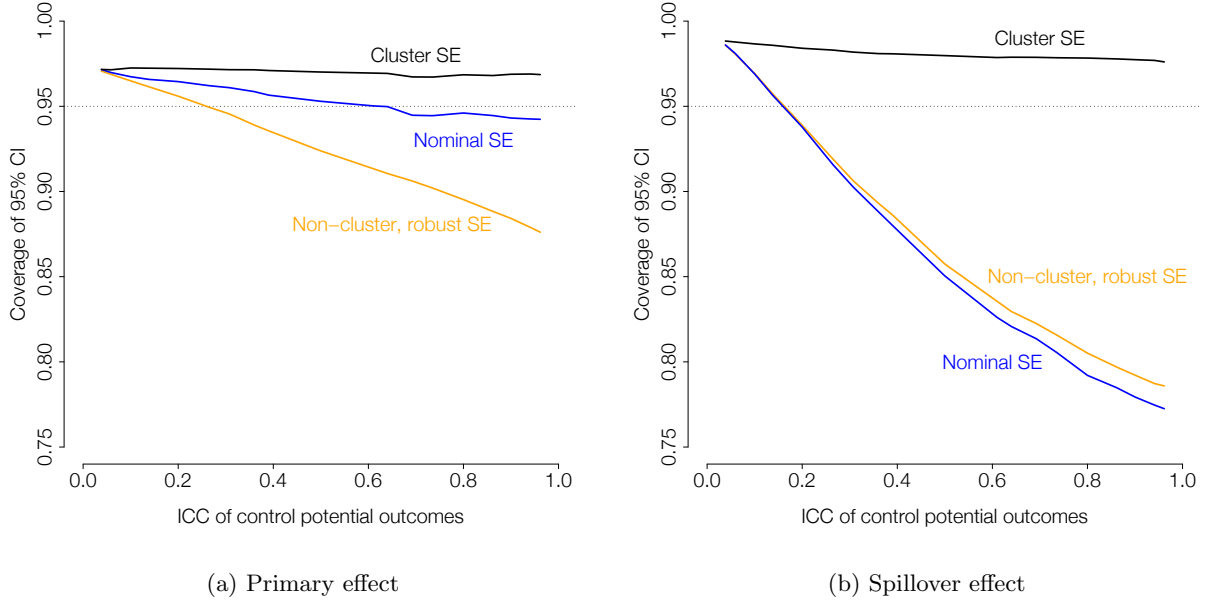 1.00
0.95
0.90
0.85
0.80
0.75
Coverage of 95% CI
Cluster SE
Nominal SE
Non−cluster, robust SE
0.0 0.2 0.4 0.6 0.8 1.0
ICC of control potential outcomes
(a) Primary effect
1.00
0.95
0.90
0.85
0.80
0.75
Coverage of 95% CI
Cluster SE
Non−cluster, robust SE
Nominal SE
0.0 0.2 0.4 0.6 0.8 1.0
ICC of control potential outcomes
(b) Spillover effect